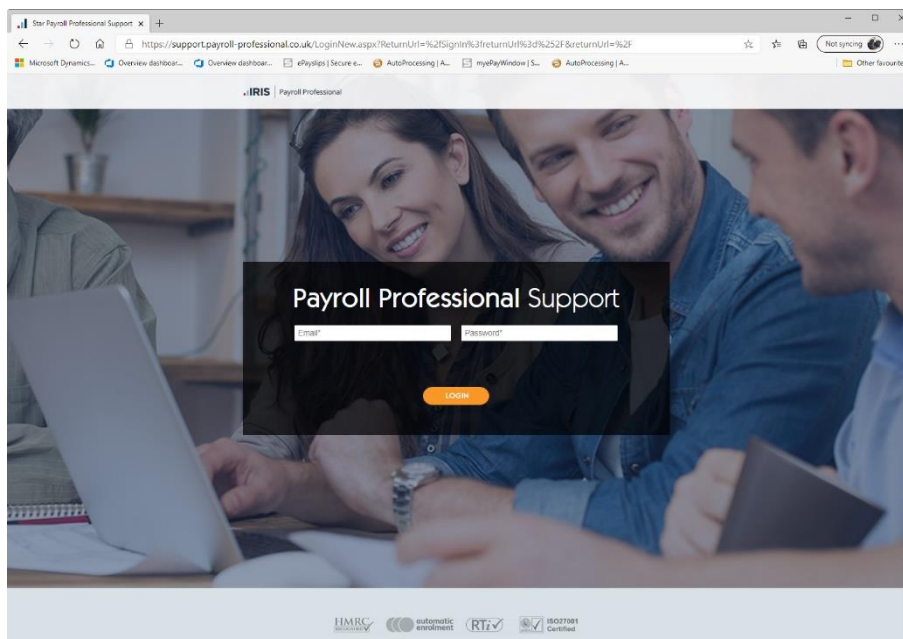 Star Payroll Professional Support
https://support.payroll-professional.co.uk/LoginNew.aspx?ReturnUrl=%2fSignIn%3freturnUrl%3d%252F&returnUrl=%2F
Not syncing
Microsoft Dynamics... Overview dashboar... Overview dashboar... ePayslips | Secure e... AutoProcessing | A... myePayWindow | S... AutoProcessing | A... Other favourite
IRIS | Payroll Professional
Payroll Professional Support
Email* Password*
LOGIN
HMRC automatic enrolment RTi ISO27001 Certified